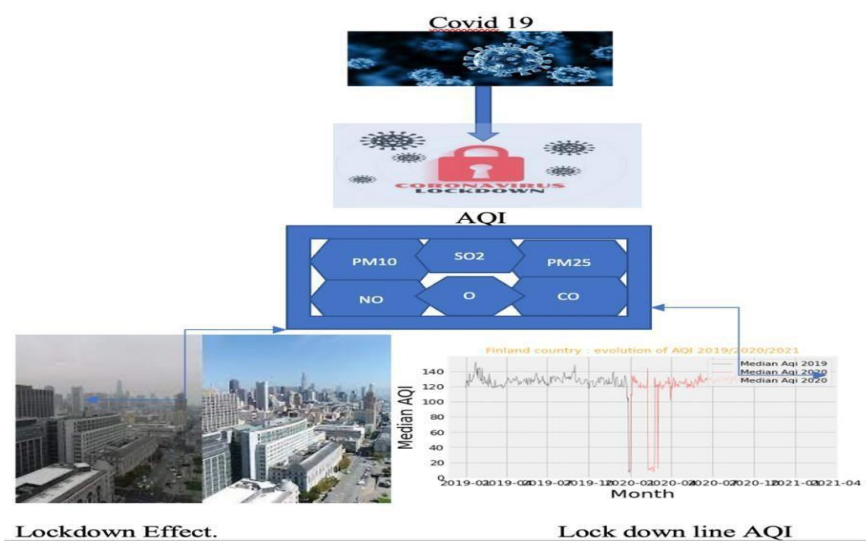 Covid 19
CORONAVIRUS
LOCKDOWN
AQI
PM10
SO2
PM25
NO
O
CO
Finland country : evolution of AQI 2019/2020/2021
Median Aqi 2019
Median Aqi 2020
Median Aqi 2020
Median AQI
140
120
100
80
60
40
20
0
Month
Lockdown Effect.
Lock down line AQI